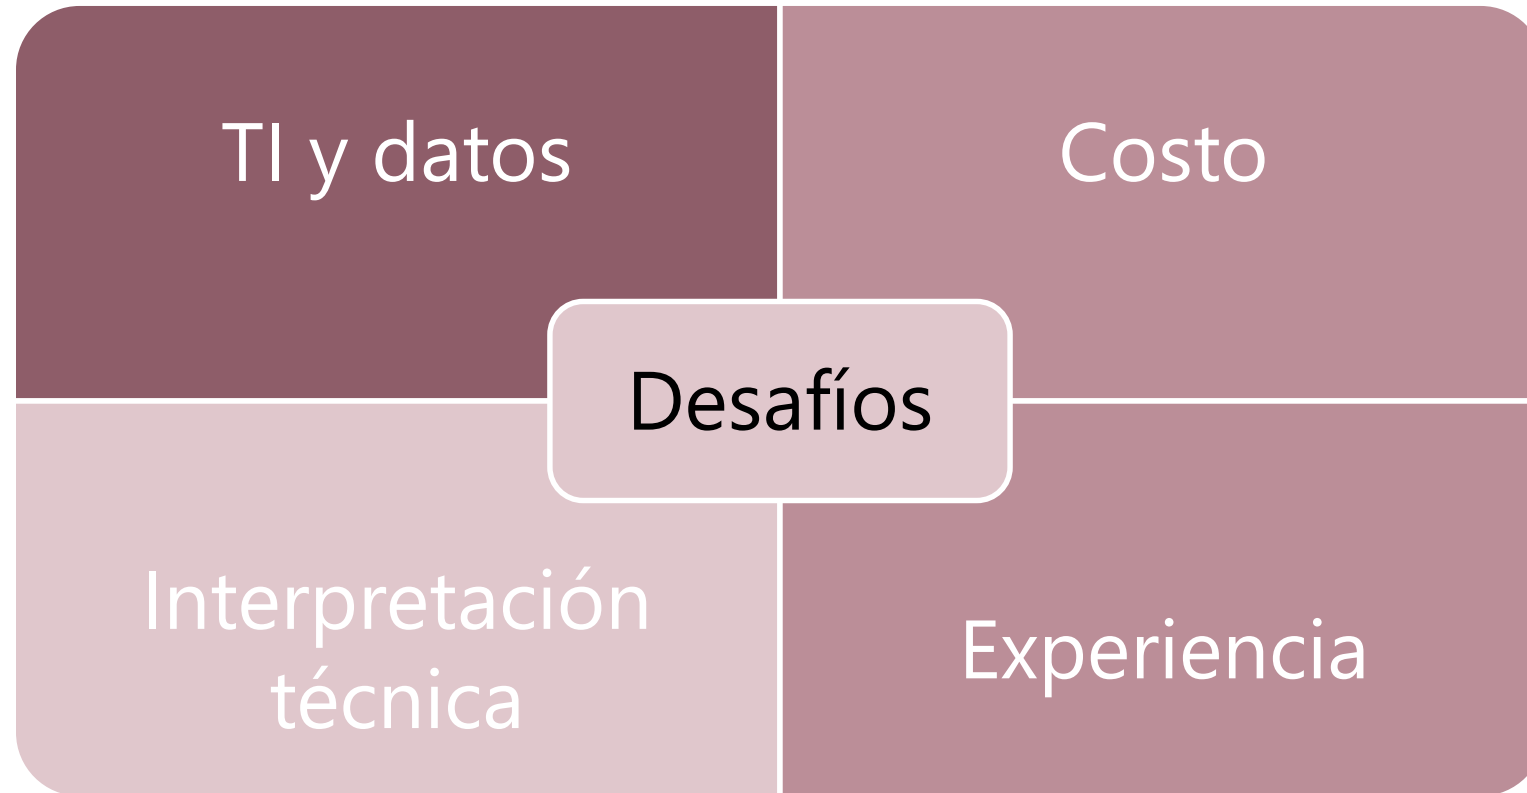 TI y datos
Costo
Desafíos
Interpretación
técnica
Experiencia